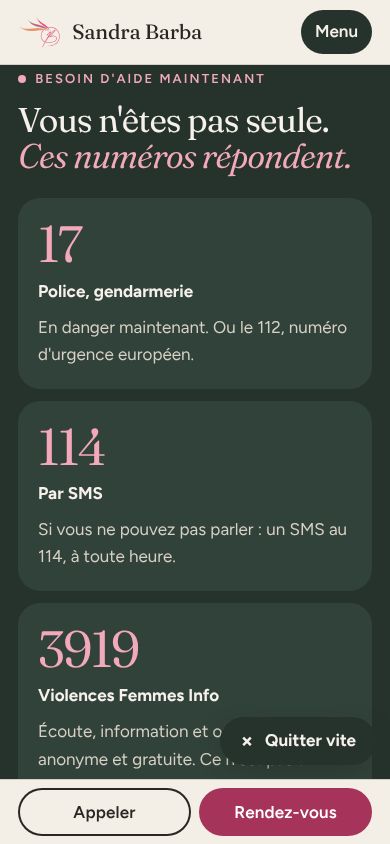 Sandra Barba
Menu
BESOIN D'AIDE MAINTENANT
Vous n'êtes pas seule.
Ces numéros répondent.
17
Police, gendarmerie
En danger maintenant. Ou le 112, numéro
d'urgence européen.
114
Par SMS
Si vous ne pouvez pas parler : un SMS au
114, à toute heure.
3919
Violences Femmes Info
Écoute, information et
anonyme et gratuite. Ce
× Quitter vite
Appeler
Rendez-vous